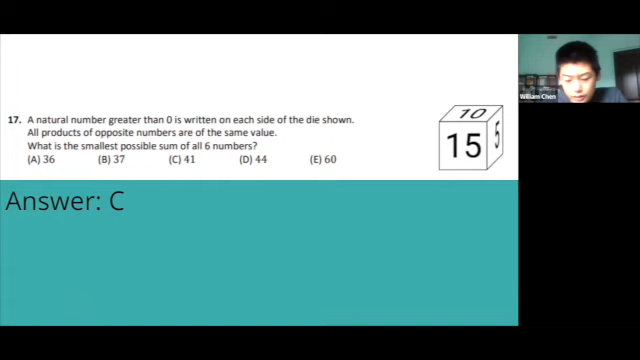 William Chen
17. A natural number greater than 0 is written on each side of the die shown.
All products of opposite numbers are of the same value.
What is the smallest possible sum of all 6 numbers?
(A) 36 (B) 37 (C) 41 (D) 44 (E) 60
10
15
5
Answer: C